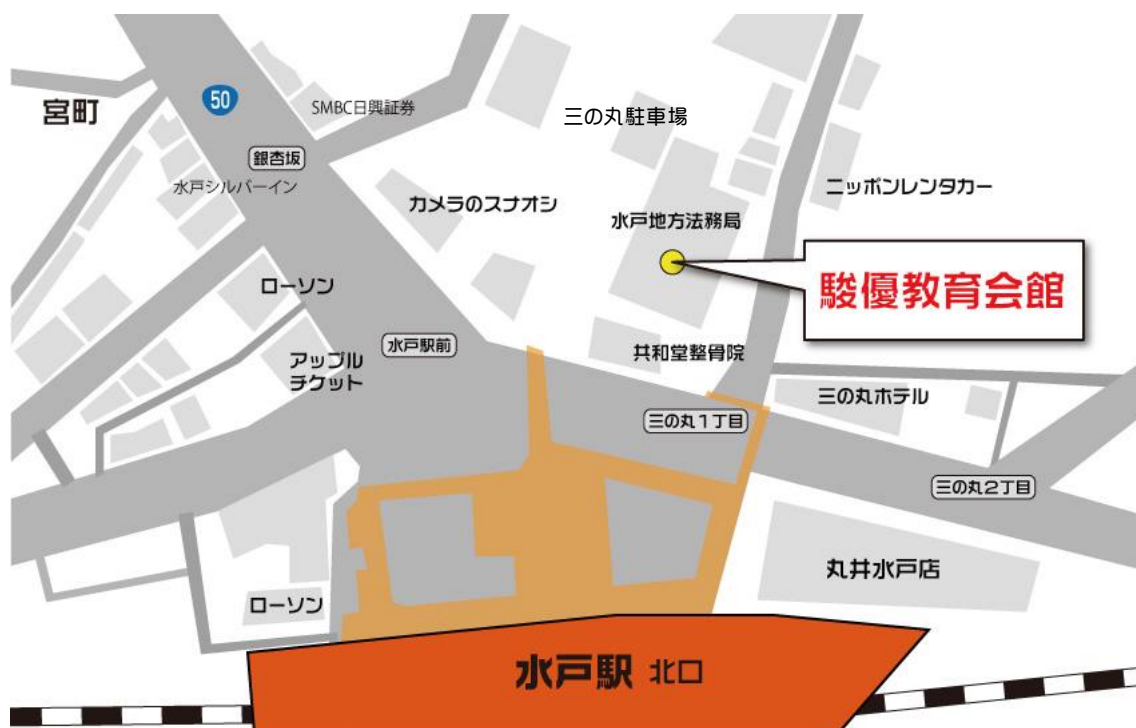 宮町
50
SMBC日興証券
三の丸駐車場
銀杏坂
水戸シルバーイン
カメラのスナオシ
水戸地方法務局
ニッポンレンタカー
駿優教育会館
ローソン
水戸駅前
アップル
チケット
共和堂整骨院
三の丸ホテル
三の丸1丁目
三の丸2丁目
丸井水戸店
ローソン
水戸駅 北口